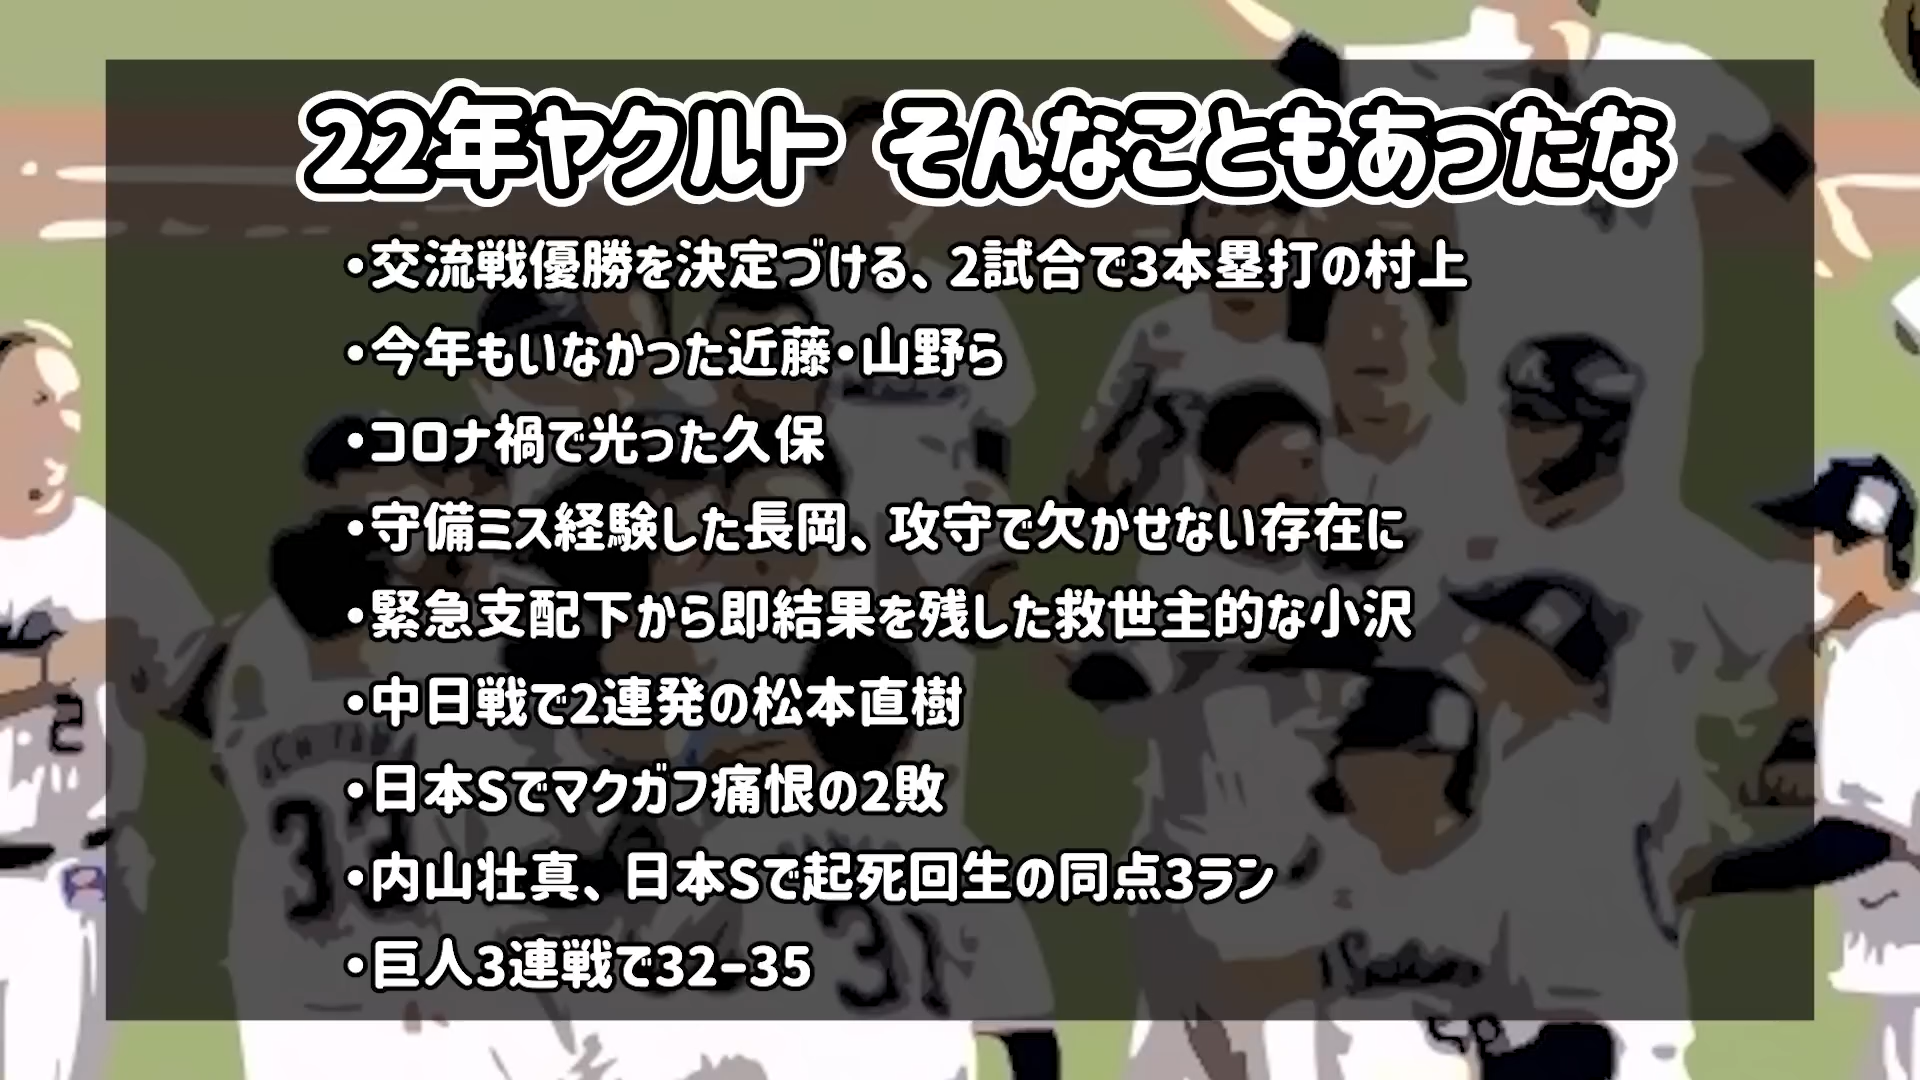 22年ヤクルト そんなこともあったな
・交流戦優勝を決定づける、2試合で3本塁打の村上
・今年もいなかった近藤・山野ら
・コロナ禍で光った久保
・守備ミス経験した長岡、攻守で欠かせない存在に
・緊急支配下から即結果を残した救世主的な小沢
・中日戦で2連発の松本直樹
・日本Sでマクガフ痛恨の2敗
・内山壮真、日本Sで起死回生の同点3ラン
・巨人3連戦で32-35
2
33
31